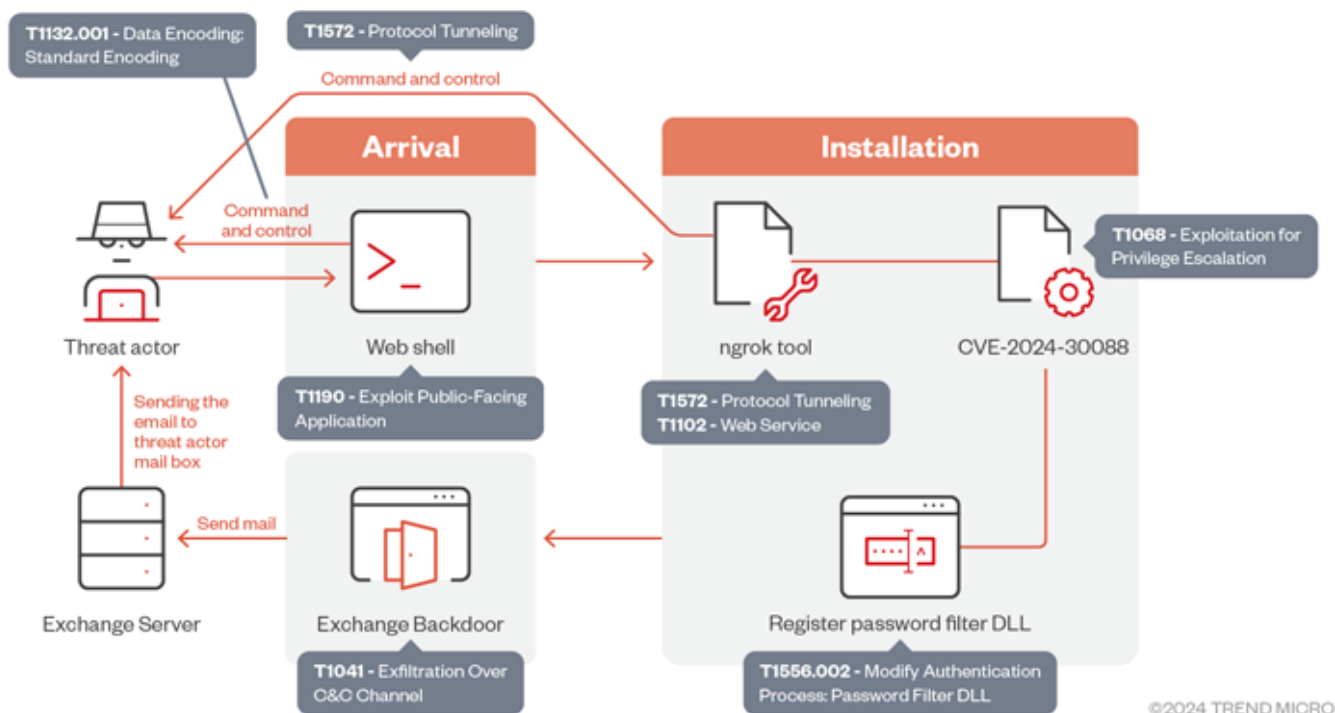 T1132.001 - Data Encoding:
Standard Encoding
T1572 - Protocol Tunneling
Command and control
Arrival
Installation
Command
and control
T1068 - Exploitation for
Privilege Escalation
Threat actor
Web shell
ngrok tool
CVE-2024-30088
T1190 - Exploit Public-Facing
Application
T1572 - Protocol Tunneling
T1102 - Web Service
Sending the
email to
threat actor
mail box
Send mail
Exchange Server
Exchange Backdoor
Register password filter DLL
T1041 - Exfiltration Over
C&C Channel
T1556.002 - Modify Authentication
Process: Password Filter DLL
©2024 TREND MICRO